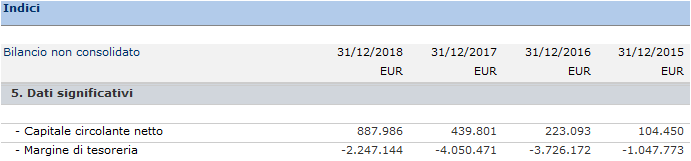 Indici
Bilancio non consolidato 31/12/2018 31/12/2017 31/12/2016 31/12/2015
EUR EUR EUR EUR
5. Dati significativi
- Capitale circolante netto 887.986 439.801 223.093 104.450
- Margine di tesoreria -2.247.144 -4.050.471 -3.726.172 -1.047.773